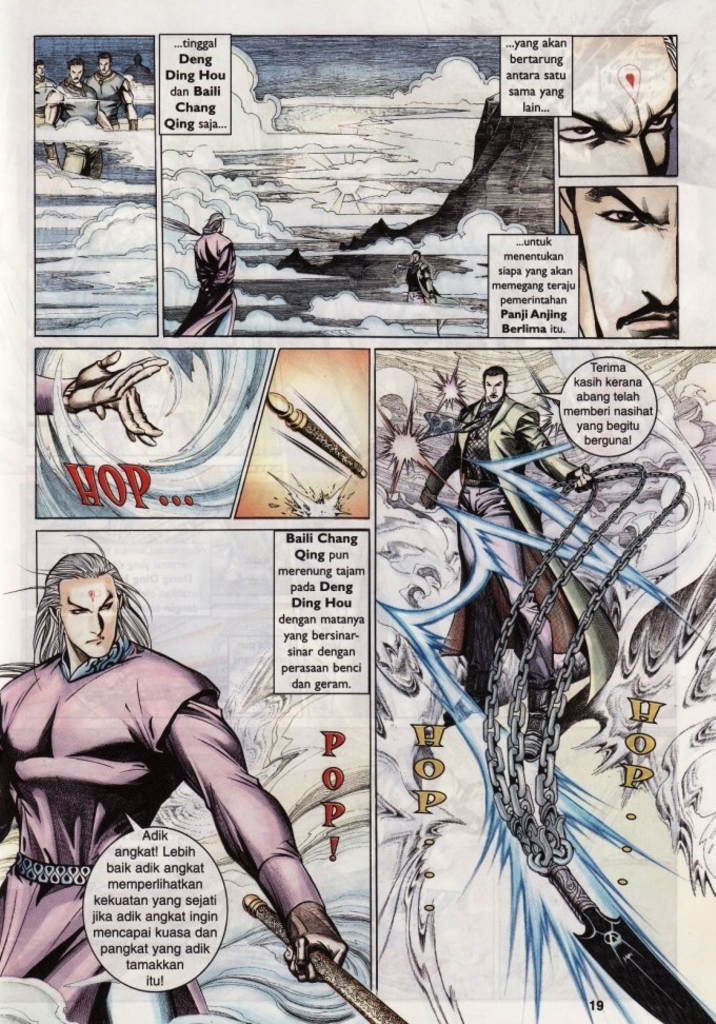 ...tinggal
Deng
Ding Hou
dan Baili
Chang
Qing saja...
...yang akan
bertarung
antara satu
sama yang
lain...
...untuk
menentukan
siapa yang akan
memegang teraju
pemerintahan
Panji Anjing
Berlima itu.
HOP...
Terima
kasih kerana
abang telah
memberi nasihat
yang begitu
berguna!
Baili Chang
Qing pun
merenung tajam
pada Deng
Ding Hou
dengan matanya
yang bersinar-
sinar dengan
perasaan benci
dan geram.
POP!
HOP...
HOP...
Adik
angkat! Lebih
baik adik angkat
memperlihatkan
kekuatan yang sejati
jika adik angkat ingin
mencapai kuasa dan
pangkat yang adik
tamakkan
itu!
19